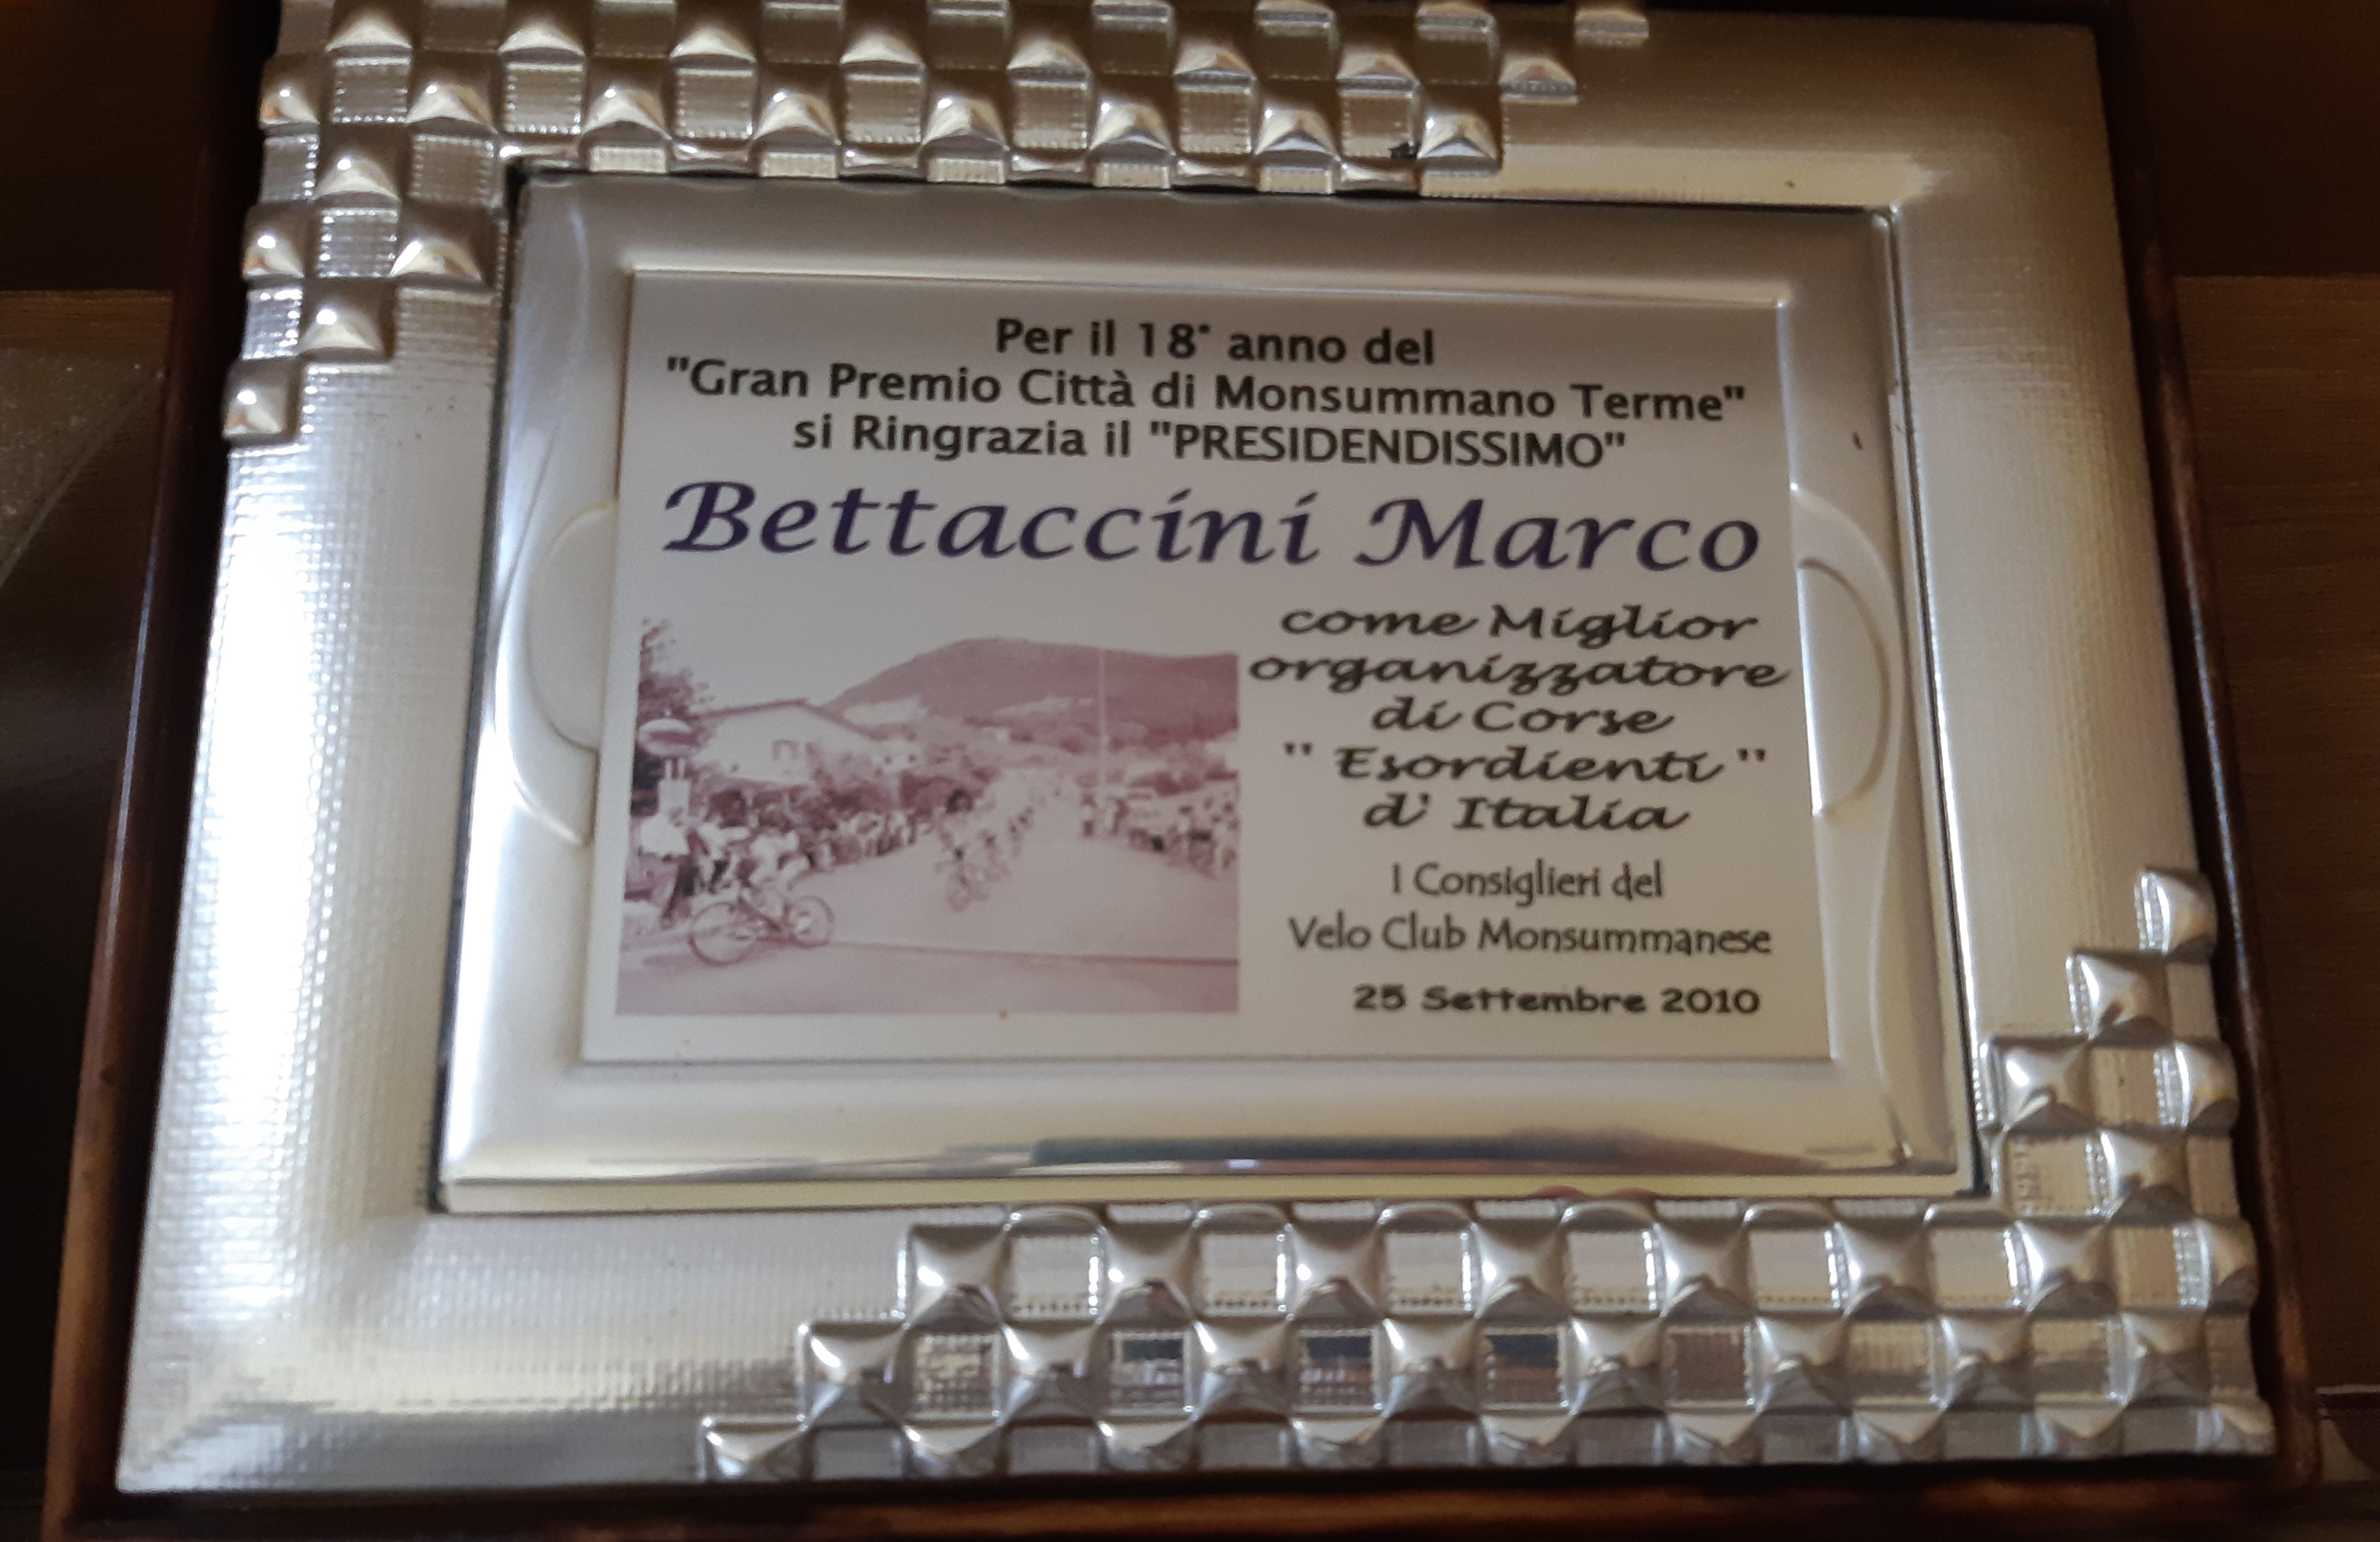 Per il 18° anno del
"Gran Premio Città di Monsummano Terme"
si Ringrazia il "PRESIDENDISSIMO"
Bettaccini Marco
come Miglior
organizzatore
di Corse
" Esordienti "
d' Italia
I Consiglieri del
Velo Club Monsummanese
25 Settembre 2010